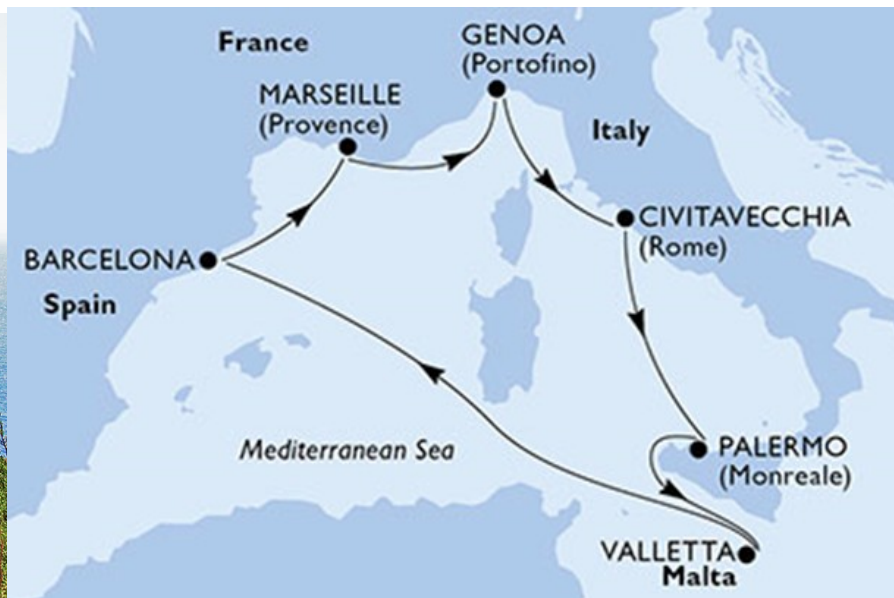 France
GENOA
(Portofino)
MARSEILLE
(Provence)
Italy
CIVITAVECCHIA
(Rome)
BARCELONA
Spain
Mediterranean Sea
PALERMO
(Monreale)
VALLETTA
Malta